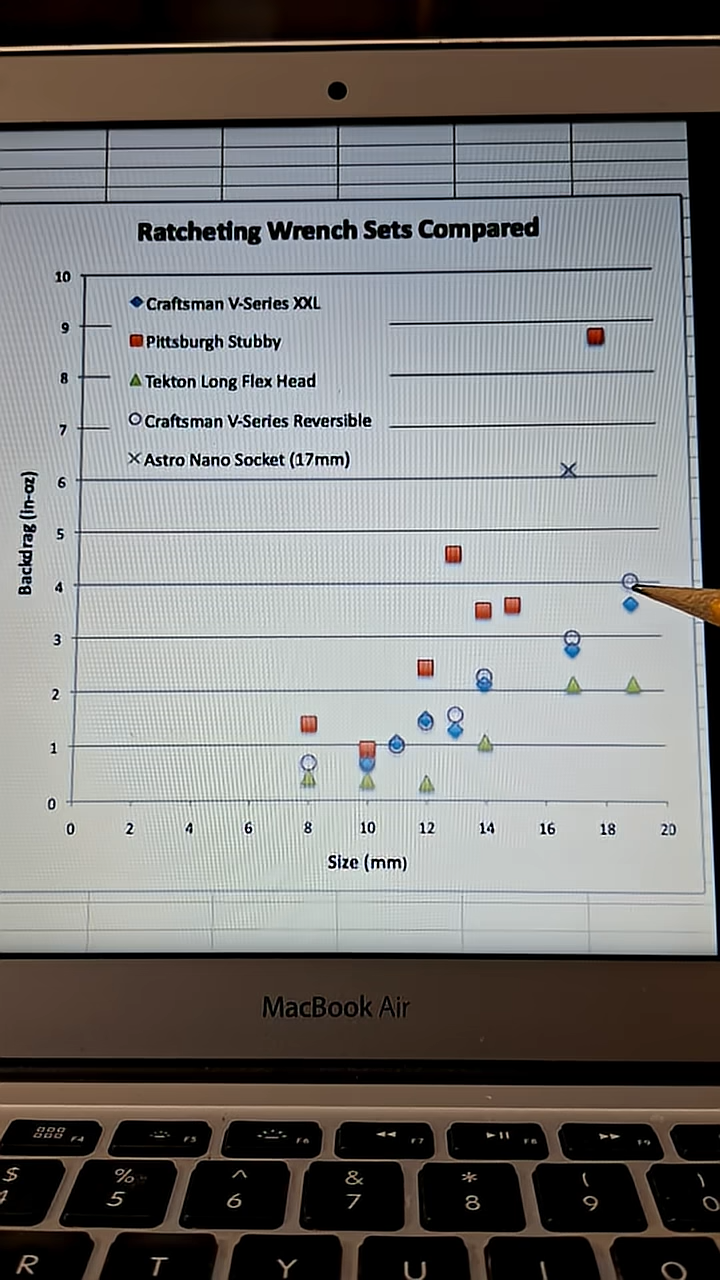 Ratcheting Wrench Sets Compared
Craftsman V-Series XXL
Pittsburgh Stubby
Tekton Long Flex Head
Craftsman V-Series Reversible
Astro Nano Socket (17mm)
Backdrag (in-oz)
10
9
8
7
6
5
4
3
2
1
0
0 2 4 6 8 10 12 14 16 18 20
Size (mm)
MacBook Air
F4 F5 F6 F7 F8 F9
$ % ^ & * ( )
4 5 6 7 8 9 0
R T Y U I O